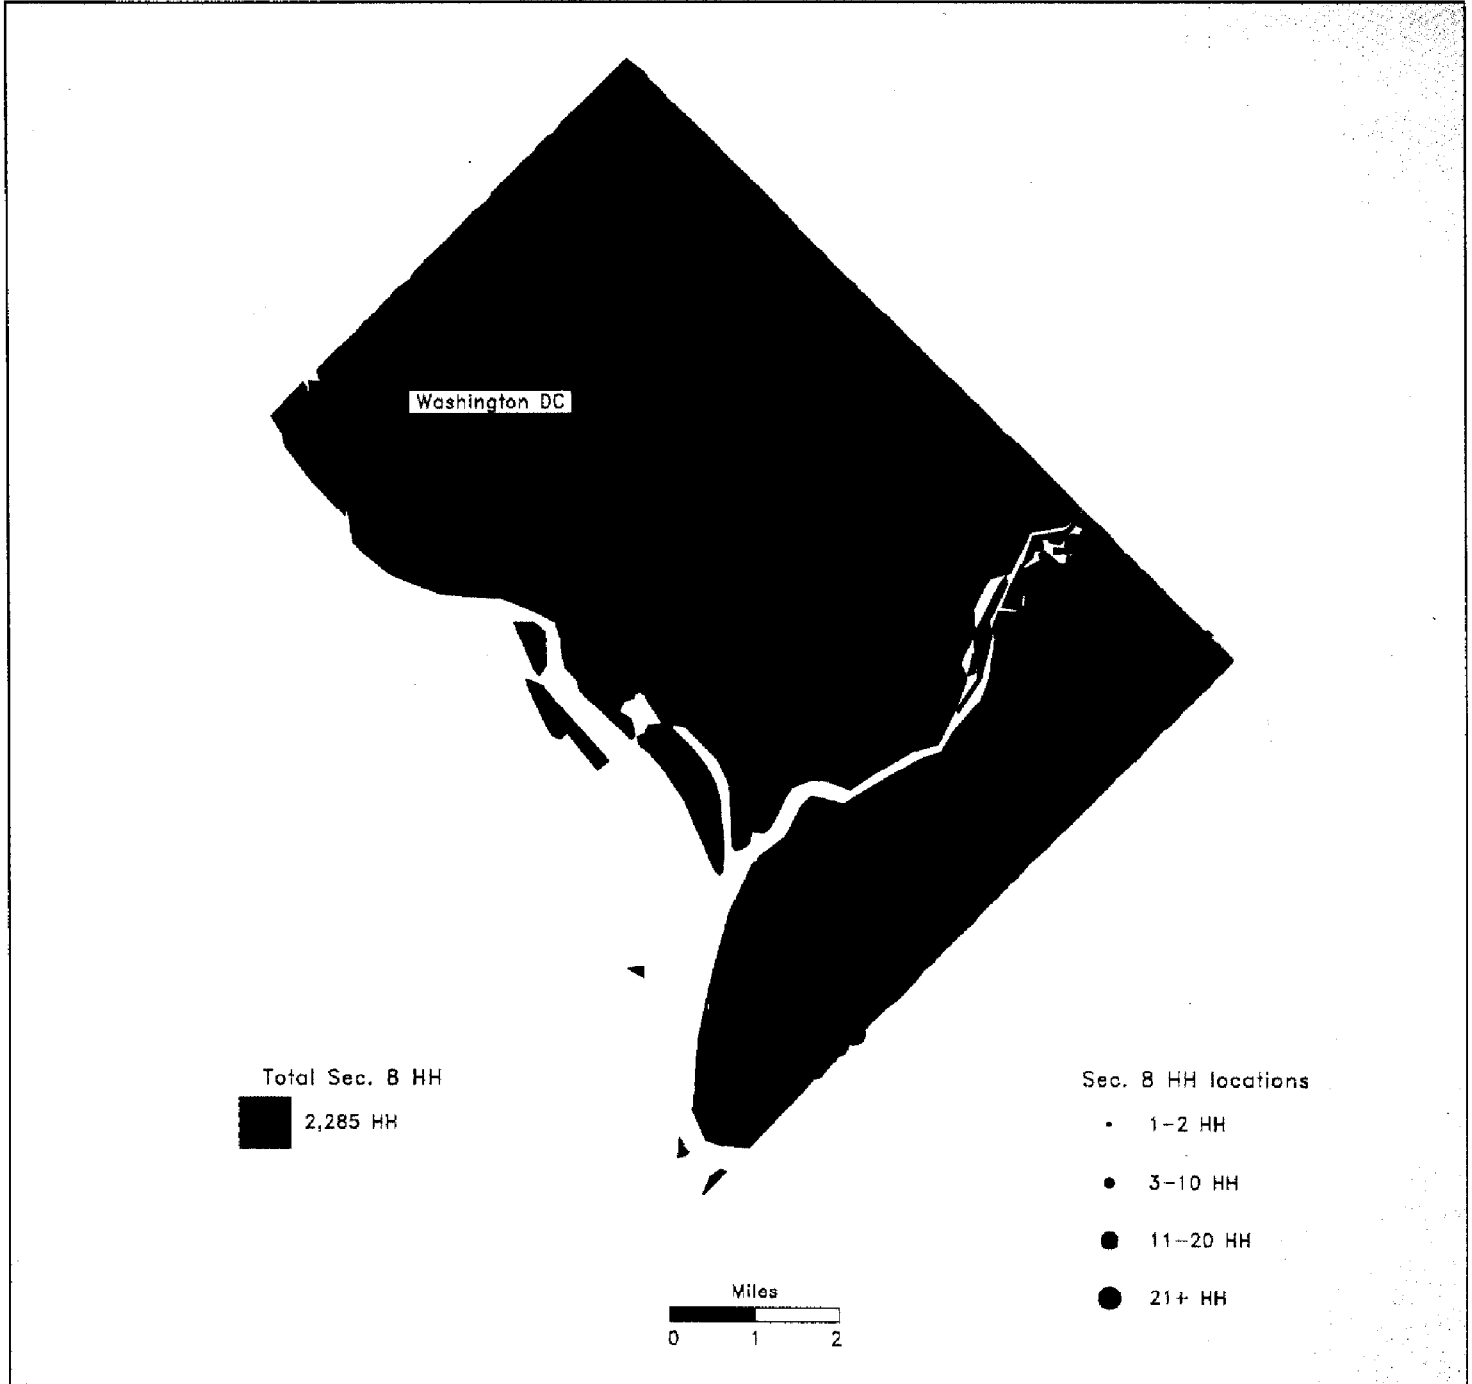 Washington DC
Total Sec. 8 HH
2,285 HH
Sec. 8 HH locations
1-2 HH
3-10 HH
11-20 HH
21+ HH
Miles
0 1 2